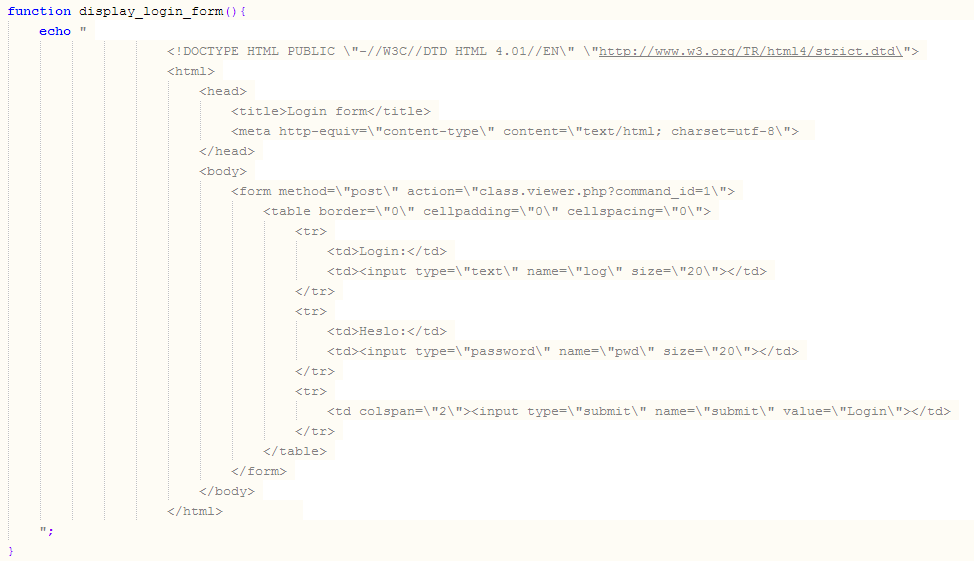 function display_login_form(){
echo "
<!DOCTYPE HTML PUBLIC \"-//W3C//DTD HTML 4.01//EN\" \"http://www.w3.org/TR/html4/strict.dtd\">
<html>
<head>
<title>Login form</title>
<meta http-equiv=\"content-type\" content=\"text/html; charset=utf-8\">
</head>
<body>
<form method=\"post\" action=\"class.viewer.php?command_id=1\">
<table border=\"0\" cellpadding=\"0\" cellspacing=\"0\">
<tr>
<td>Login:</td>
<td><input type=\"text\" name=\"log\" size=\"20\"></td>
</tr>
<tr>
<td>Heslo:</td>
<td><input type=\"password\" name=\"pwd\" size=\"20\"></td>
</tr>
<tr>
<td colspan=\"2\"><input type=\"submit\" name=\"submit\" value=\"Login\"></td>
</tr>
</table>
</form>
</body>
</html>
";
}